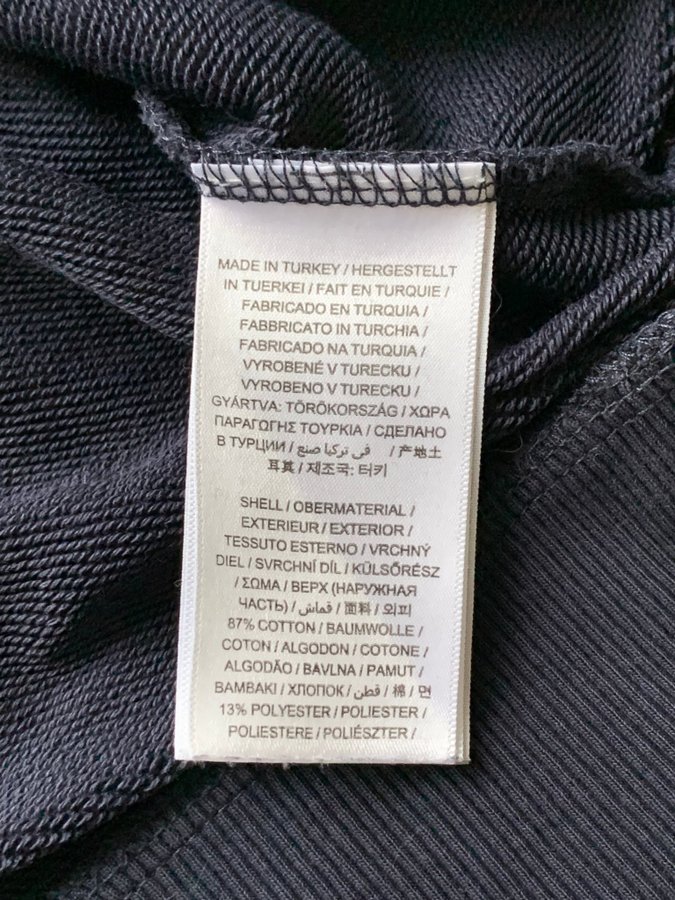 MADE IN TURKEY / HERGESTELLT
IN TUERKEI / FAIT EN TURQUIE /
FABRICADO EN TURQUIA /
FABBRICATO IN TURCHIA /
FABRICADO NA TURQUIA /
VYROBENÉ V TURECKU /
VYROBENO V TURECKU /
GYÁRTVA: TÖRÖKORSZÁG / ΧΩΡΑ
ΠΑΡΑΓΩΓΗΣ ΤΟΥΡΚΙΑ / СДЕЛАНО
В ТУРЦИИ / في تركيا صنع / 产地土
耳其 / 제조국: 터키
SHELL / OBERMATERIAL /
EXTERIEUR / EXTERIOR /
TESSUTO ESTERNO / VRCHNÝ
DIEL / SVRCHNÍ DÍL / KÜLSŐRÉSZ
/ ΣΩΜΑ / ВЕРХ (НАРУЖНАЯ
ЧАСТЬ) / قماش / 面料 / 외피
87% COTTON / BAUMWOLLE /
COTON / ALGODON / COTONE /
ALGODÃO / BAVLNA / PAMUT /
BAMBAKI / ХЛОПОК / قطن / 棉 / 면
13% POLYESTER / POLIESTER /
POLIESTERE / POLIÉSZTER /